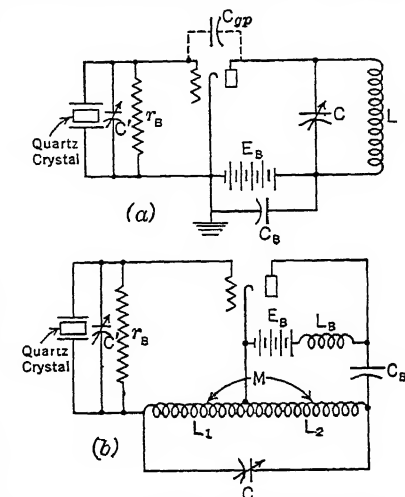 Cgp
C'
rB
C
L
Quartz
Crystal
EB
(a)
CB
C'
rB
EB
LB
CB
Quartz
Crystal
M
L1
L2
(b)
C